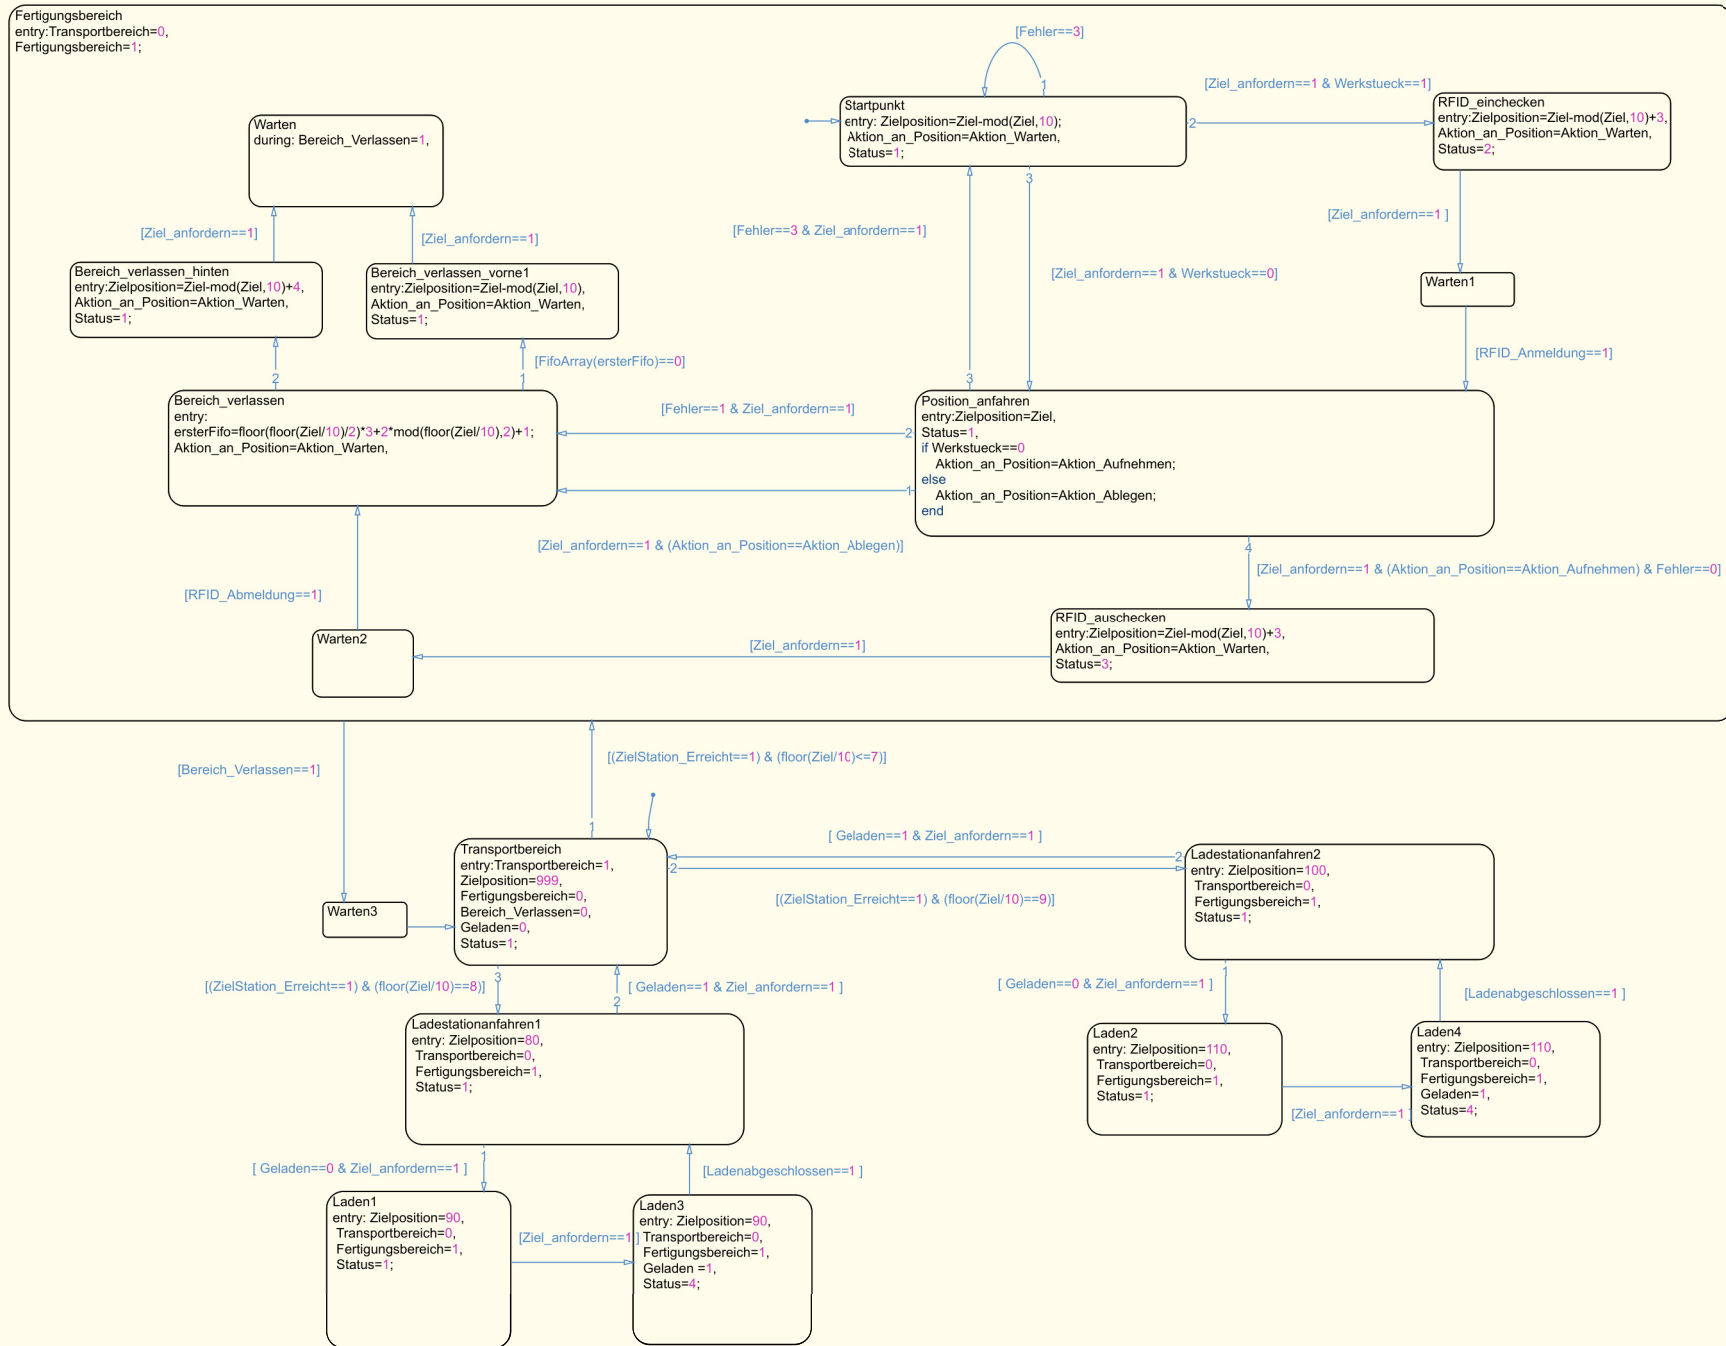 Fertigungsbereich
entry:Transportbereich=0,
Fertigungsbereich=1;
[Fehler==3]
1
Startpunkt
entry: Zielposition=Ziel-mod(Ziel,10);
Aktion_an_Position=Aktion_Warten,
Status=1;
2
3
[Ziel_anfordern==1 & Werkstueck==1]
RFID_einchecken
entry:Zielposition=Ziel-mod(Ziel,10)+3,
Aktion_an_Position=Aktion_Warten,
Status=2;
Warten
during: Bereich_Verlassen=1,
[Ziel_anfordern==1]
[Ziel_anfordern==1]
[Fehler==3 & Ziel_anfordern==1]
[Ziel_anfordern==1 & Werkstueck==0]
[Ziel_anfordern==1 ]
Warten1
[RFID_Anmeldung==1]
Bereich_verlassen_hinten
entry:Zielposition=Ziel-mod(Ziel,10)+4,
Aktion_an_Position=Aktion_Warten,
Status=1;
Bereich_verlassen_vorne1
entry:Zielposition=Ziel-mod(Ziel,10),
Aktion_an_Position=Aktion_Warten,
Status=1;
[FifoArray(ersterFifo)==0]
2
1
3
Bereich_verlassen
entry:
ersterFifo=floor(floor(Ziel/10)/2)*3+2*mod(floor(Ziel/10),2)+1;
Aktion_an_Position=Aktion_Warten,
[Fehler==1 & Ziel_anfordern==1]
2
1
Position_anfahren
entry:Zielposition=Ziel,
Status=1,
if Werkstueck==0
Aktion_an_Position=Aktion_Aufnehmen;
else
Aktion_an_Position=Aktion_Ablegen;
end
[Ziel_anfordern==1 & (Aktion_an_Position==Aktion_Ablegen)]
4
[Ziel_anfordern==1 & (Aktion_an_Position==Aktion_Aufnehmen) & Fehler==0]
[RFID_Abmeldung==1]
Warten2
[Ziel_anfordern==1]
RFID_auschecken
entry:Zielposition=Ziel-mod(Ziel,10)+3,
Aktion_an_Position=Aktion_Warten,
Status=3;
[Bereich_Verlassen==1]
[(ZielStation_Erreicht==1) & (floor(Ziel/10)<=7)]
1
Warten3
Transportbereich
entry:Transportbereich=1,
Zielposition=999,
Fertigungsbereich=0,
Bereich_Verlassen=0,
Geladen=0,
Status=1;
2
3
[ Geladen==1 & Ziel_anfordern==1 ]
2
[(ZielStation_Erreicht==1) & (floor(Ziel/10)==9)]
Ladestationanfahren2
entry: Zielposition=100,
Transportbereich=0,
Fertigungsbereich=1,
Status=1;
1
[(ZielStation_Erreicht==1) & (floor(Ziel/10)==8)]
[ Geladen==1 & Ziel_anfordern==1 ]
2
[ Geladen==0 & Ziel_anfordern==1 ]
[Ladenabgeschlossen==1 ]
Ladestationanfahren1
entry: Zielposition=80,
Transportbereich=0,
Fertigungsbereich=1,
Status=1;
1
Laden2
entry: Zielposition=110,
Transportbereich=0,
Fertigungsbereich=1,
Status=1;
[Ziel_anfordern==1 ]
Laden4
entry: Zielposition=110,
Transportbereich=0,
Fertigungsbereich=1,
Geladen=1,
Status=4;
[ Geladen==0 & Ziel_anfordern==1 ]
[Ladenabgeschlossen==1 ]
Laden1
entry: Zielposition=90,
Transportbereich=0,
Fertigungsbereich=1,
Status=1;
[Ziel_anfordern==1 ]
Laden3
entry: Zielposition=90,
Transportbereich=0,
Fertigungsbereich=1,
Geladen =1,
Status=4;